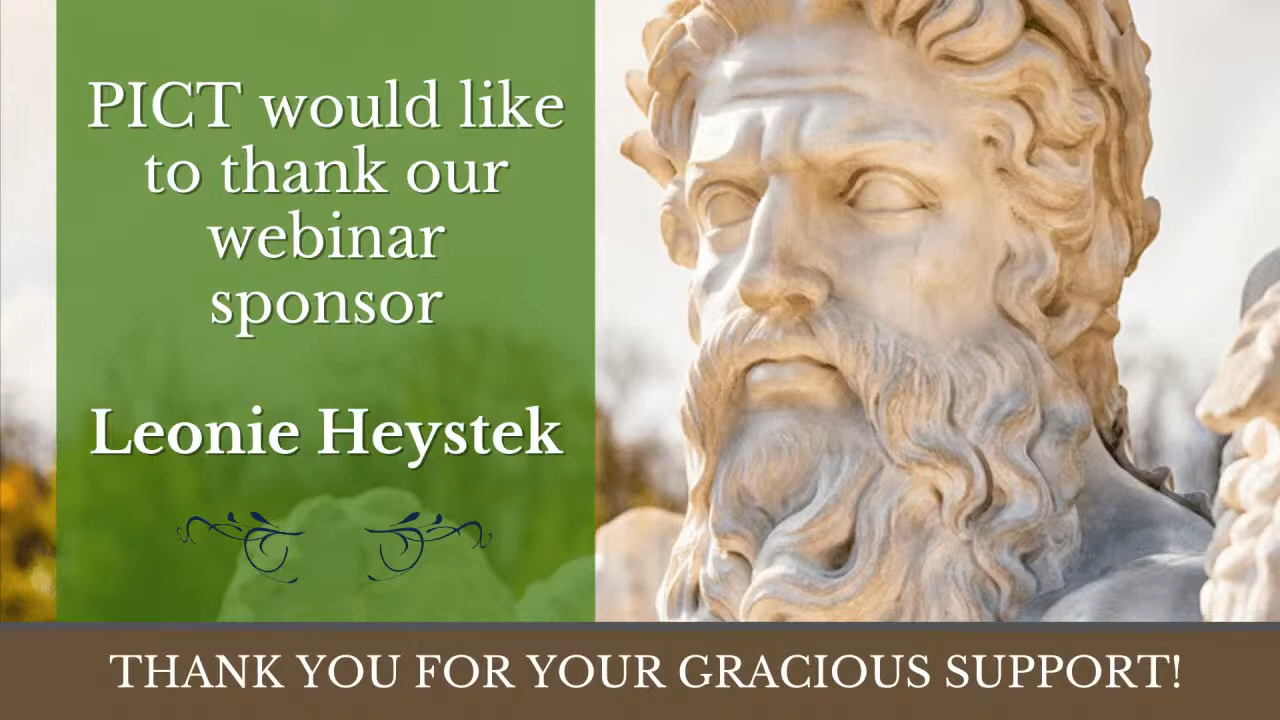 PICT would like
to thank our
webinar
sponsor
Leonie Heystek
THANK YOU FOR YOUR GRACIOUS SUPPORT!